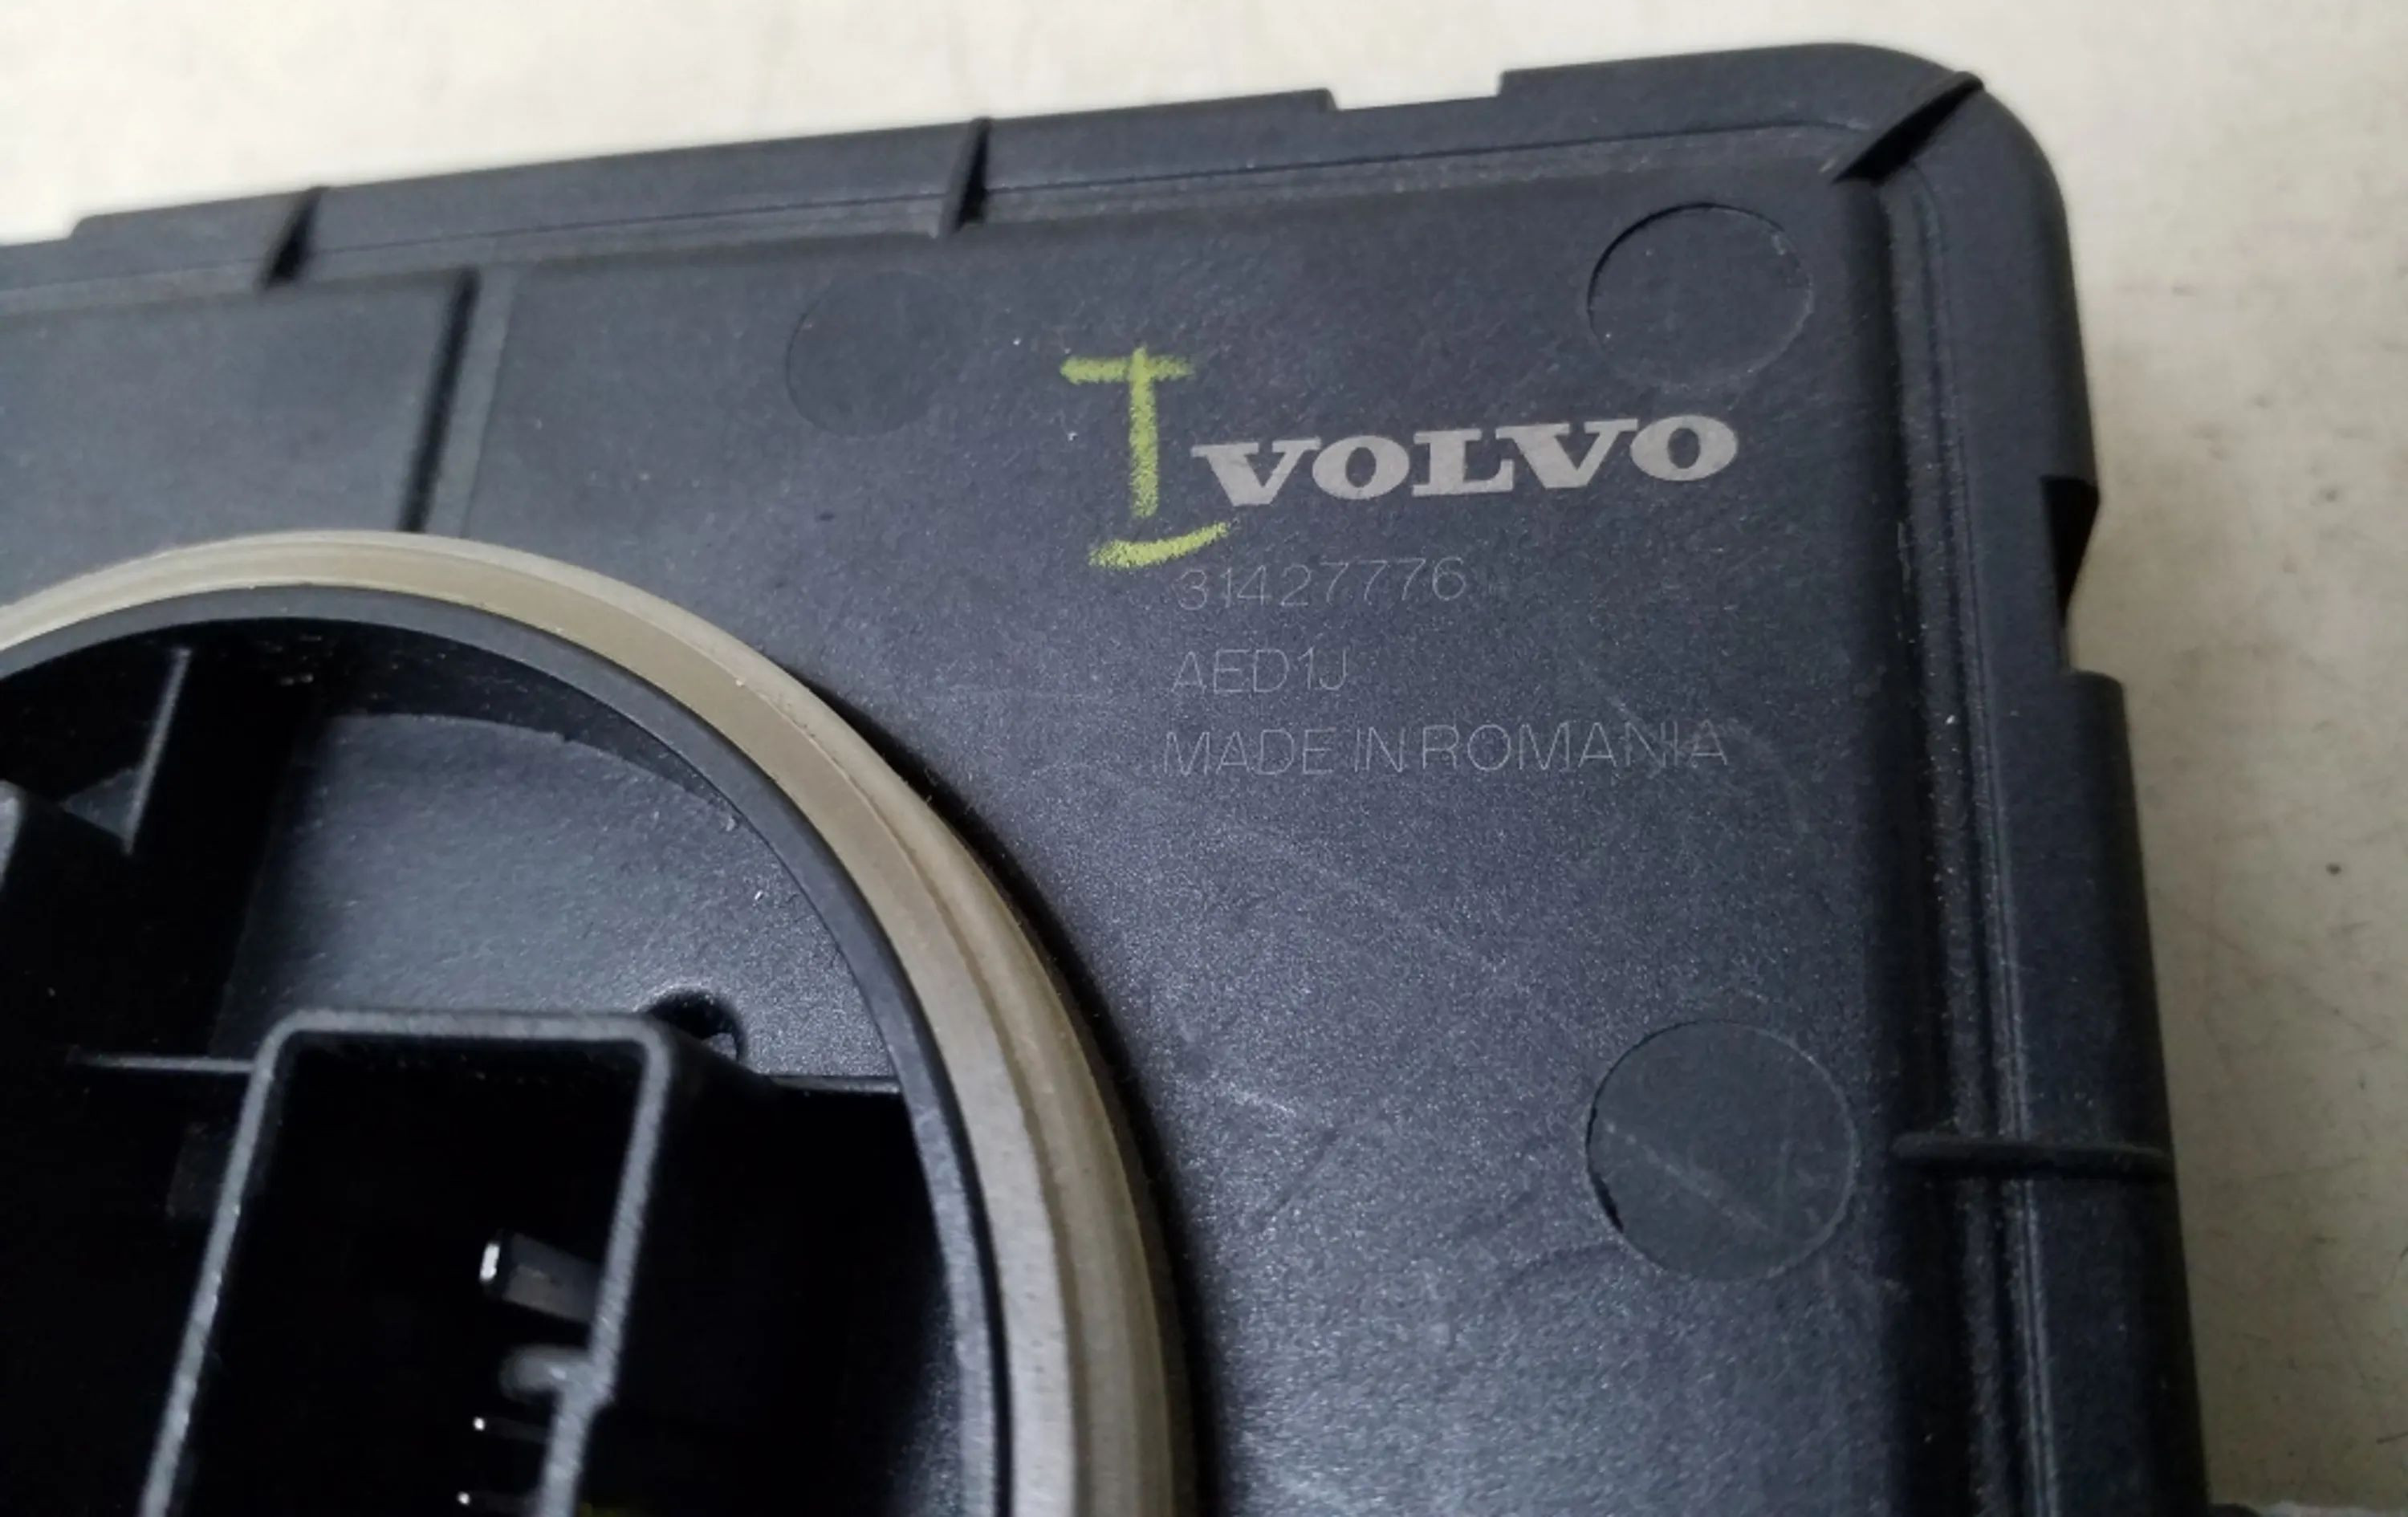 I
VOLVO
31427776
AED1J
MADE IN ROMANIA